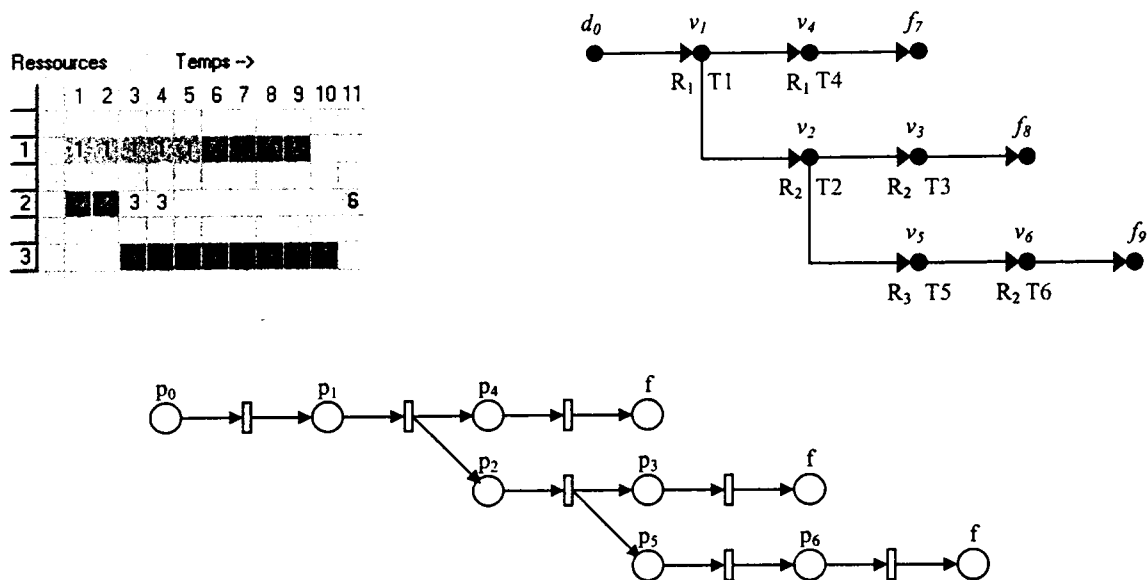 Ressources Temps -->
1 2 3 4 5 6 7 8 9 10 11
1
2 3 3 6
3
d₀ v₁ v₄ f₇
R₁ T1 R₁ T4
v₂ v₃ f₈
R₂ T2 R₂ T3
v₅ v₆ f₉
R₃ T5 R₂ T6
p₀ p₁ p₄ f
p₂ p₃ f
p₅ p₆ f